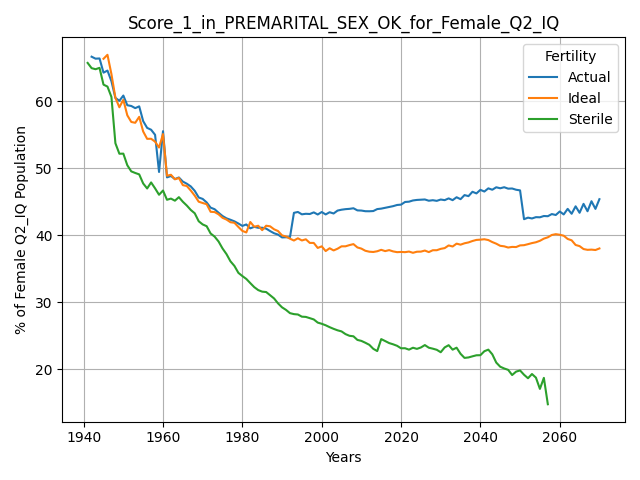 Score_1_in_PREMARITAL_SEX_OK_for_Female_Q2_IQ
Fertility
Actual
Ideal
Sterile
% of Female Q2_IQ Population
60
50
40
30
20
1940 1960 1980 2000 2020 2040 2060
Years